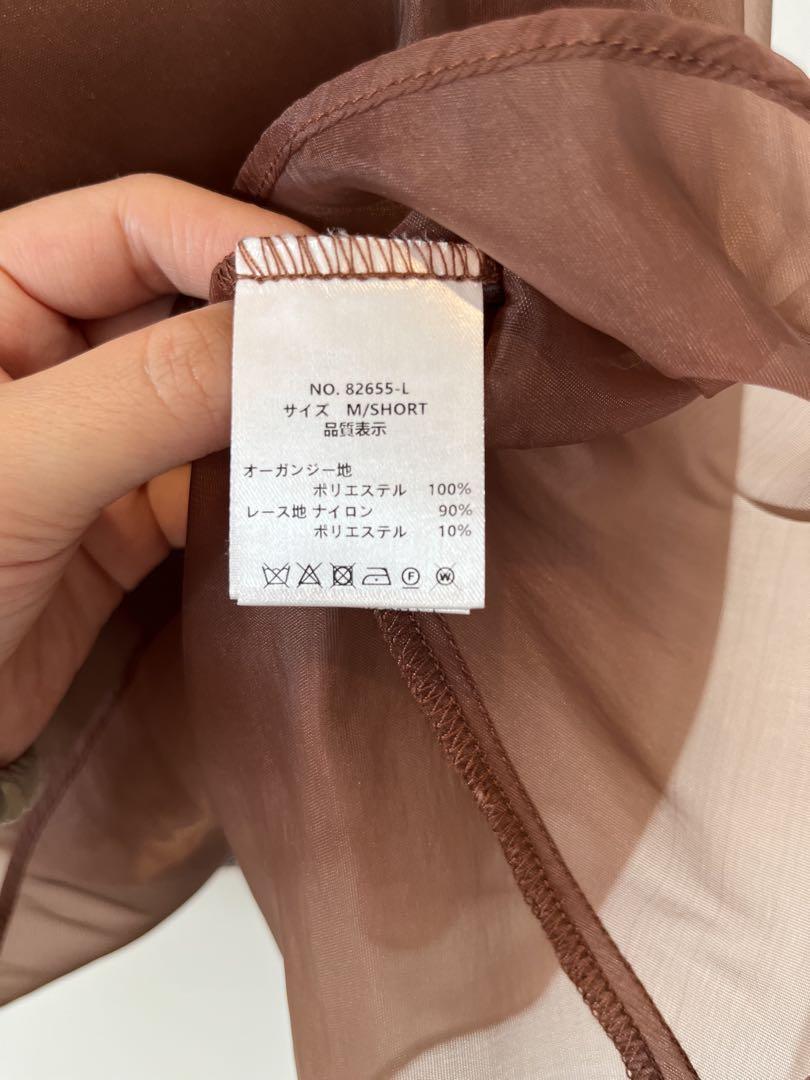 NO. 82655-L
サイズ M/SHORT
品質表示
オーガンジー地
ポリエステル 100%
レース地 ナイロン 90%
ポリエステル 10%
F W